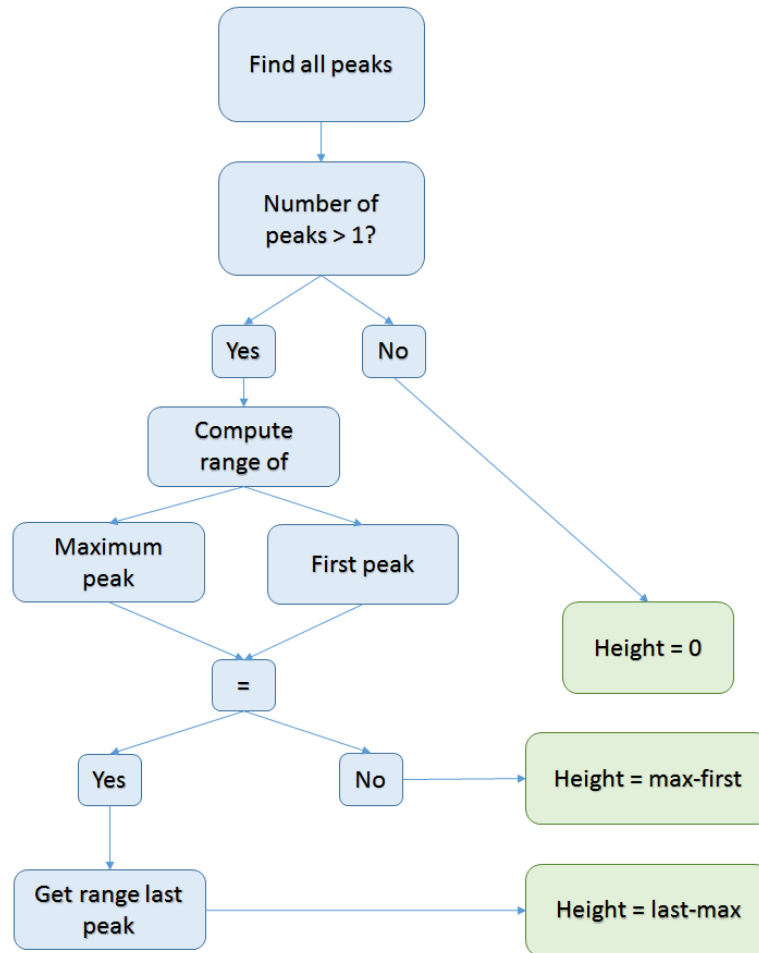 Find all peaks
Number of
peaks > 1?
Yes
No
Compute
range of
Maximum
peak
First peak
Height = 0
=
Yes
No
Height = max-first
Get range last
peak
Height = last-max